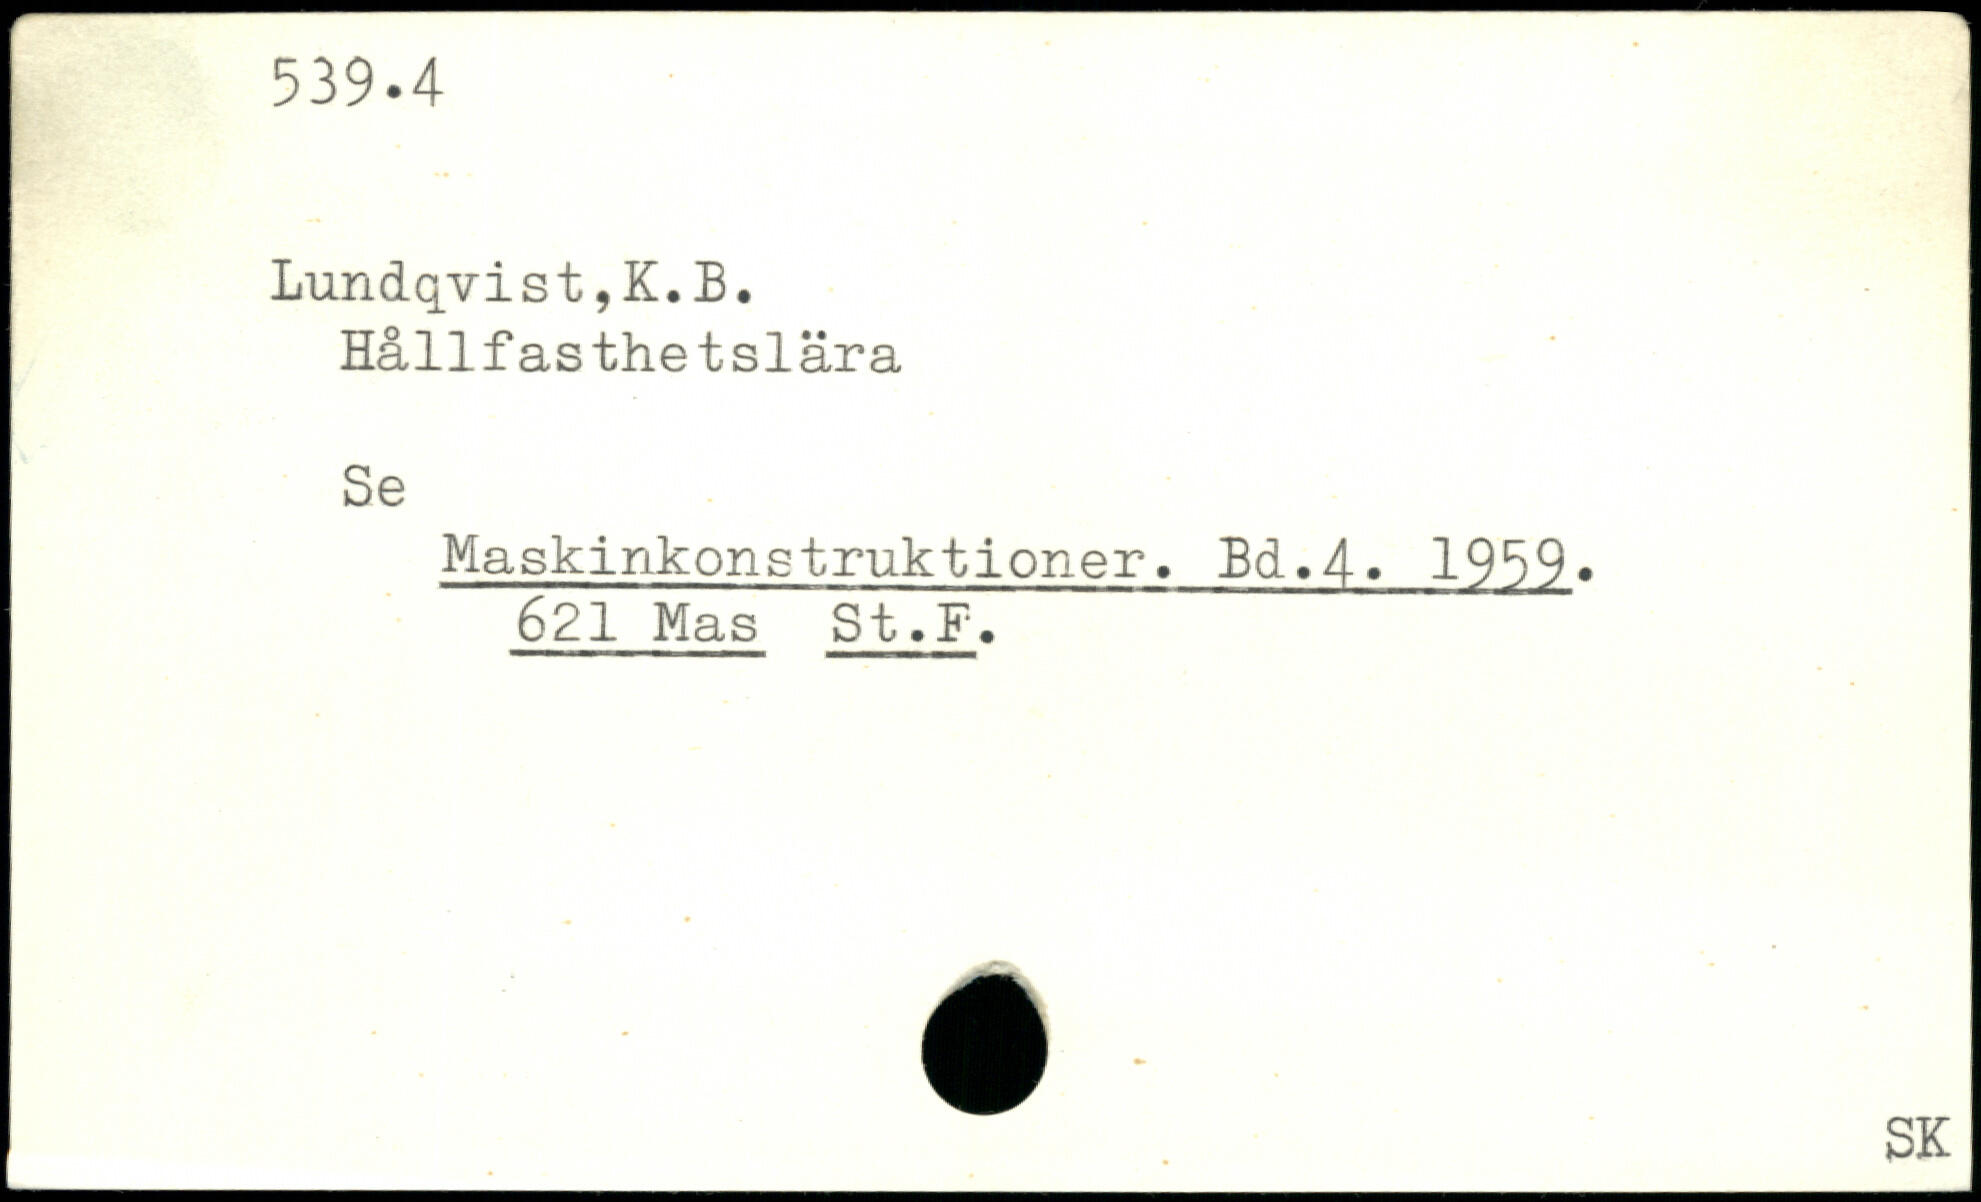 539.4
Lundqvist,K.B.
Hållfasthetslära
Se
Maskinkonstruktioner. Bd.4. 1959.
621 Mas St.F.
SK